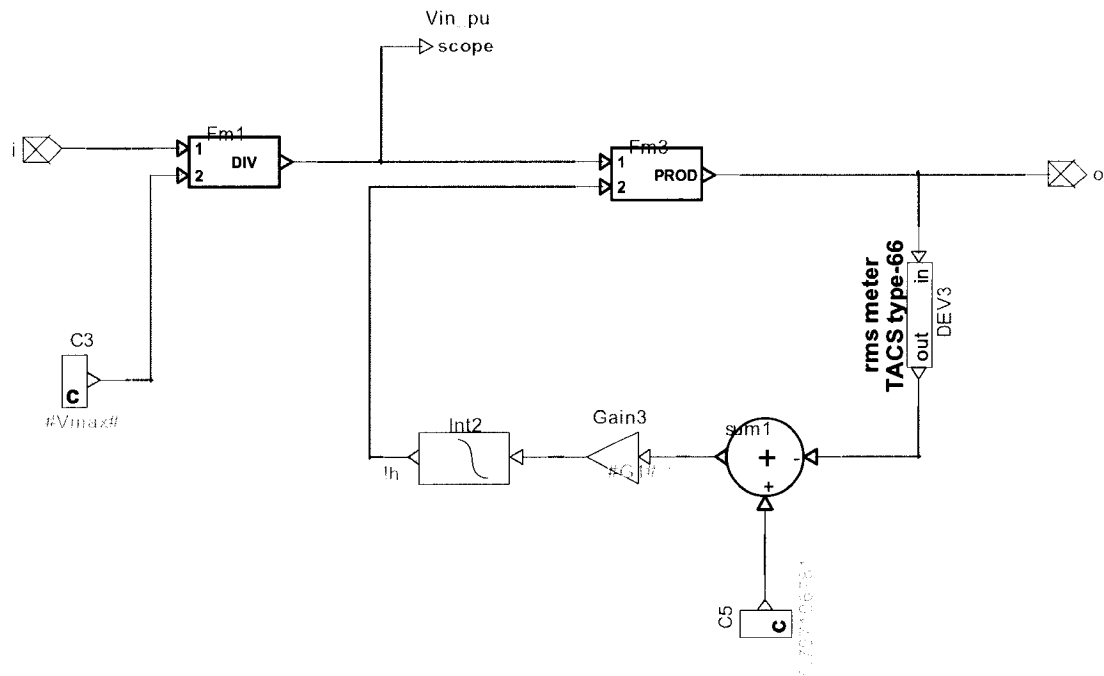 Vin_pu
scope
Fm1
i
1
DIV
2
Fm3
1
2
PROD
o
rms meter
TACS type-66
in
out
DEV3
C3
c
#Vmax#
Gain3
Int2
!h
sum1
+
-
+
C5
c